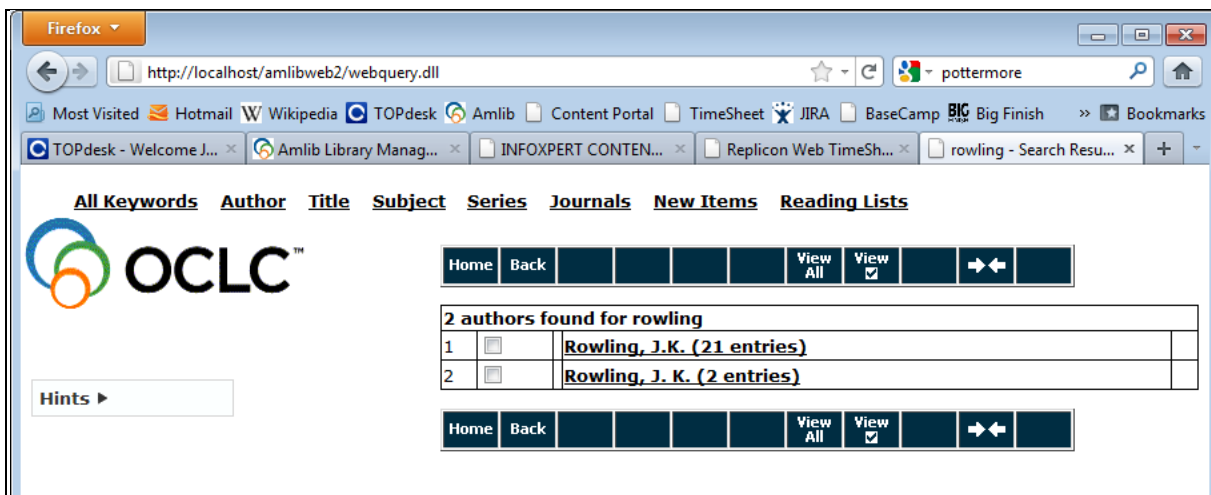 Firefox
http://localhost/amlibweb2/webquery.dll pottermore
Most Visited Hotmail W Wikipedia TOPdesk Amlib Content Portal TimeSheet JIRA BaseCamp BIG Big Finish » Bookmarks
TOPdesk - Welcome J... × Amlib Library Manag... × INFOXPERT CONTEN... × Replicon Web TimeSh... × rowling - Search Resu... × +
All Keywords Author Title Subject Series Journals New Items Reading Lists
OCLC™
Home Back View All View
2 authors found for rowling
1 Rowling, J.K. (21 entries)
2 Rowling, J. K. (2 entries)
Hints
Home Back View All View